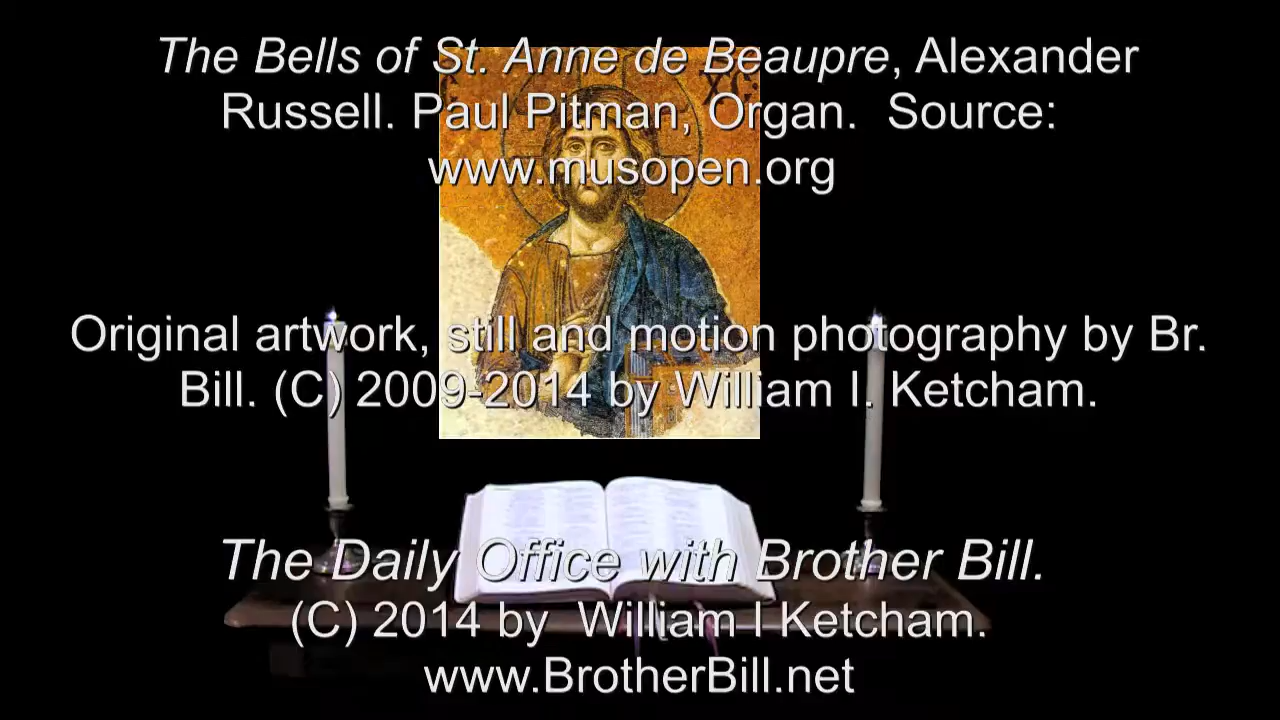 The Bells of St. Anne de Beaupre, Alexander
Russell. Paul Pitman, Organ.  Source:
www.musopen.org
Original artwork, still and motion photography by Br.
Bill. (C) 2009-2014 by William I. Ketcham.
The Daily Office with Brother Bill.
(C) 2014 by  William I Ketcham.
www.BrotherBill.net